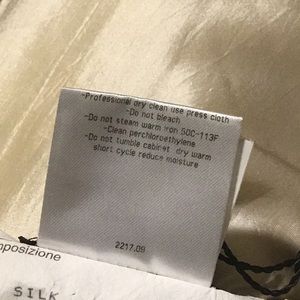 -Professional dry clean use press cloth
-Do not bleach
-Do not steam warm iron 50C-113F
-Clean perchloroethylene
-Do not tumble cabinet dry warm
short cycle reduce moisture
2217.09
mposizione
SILK